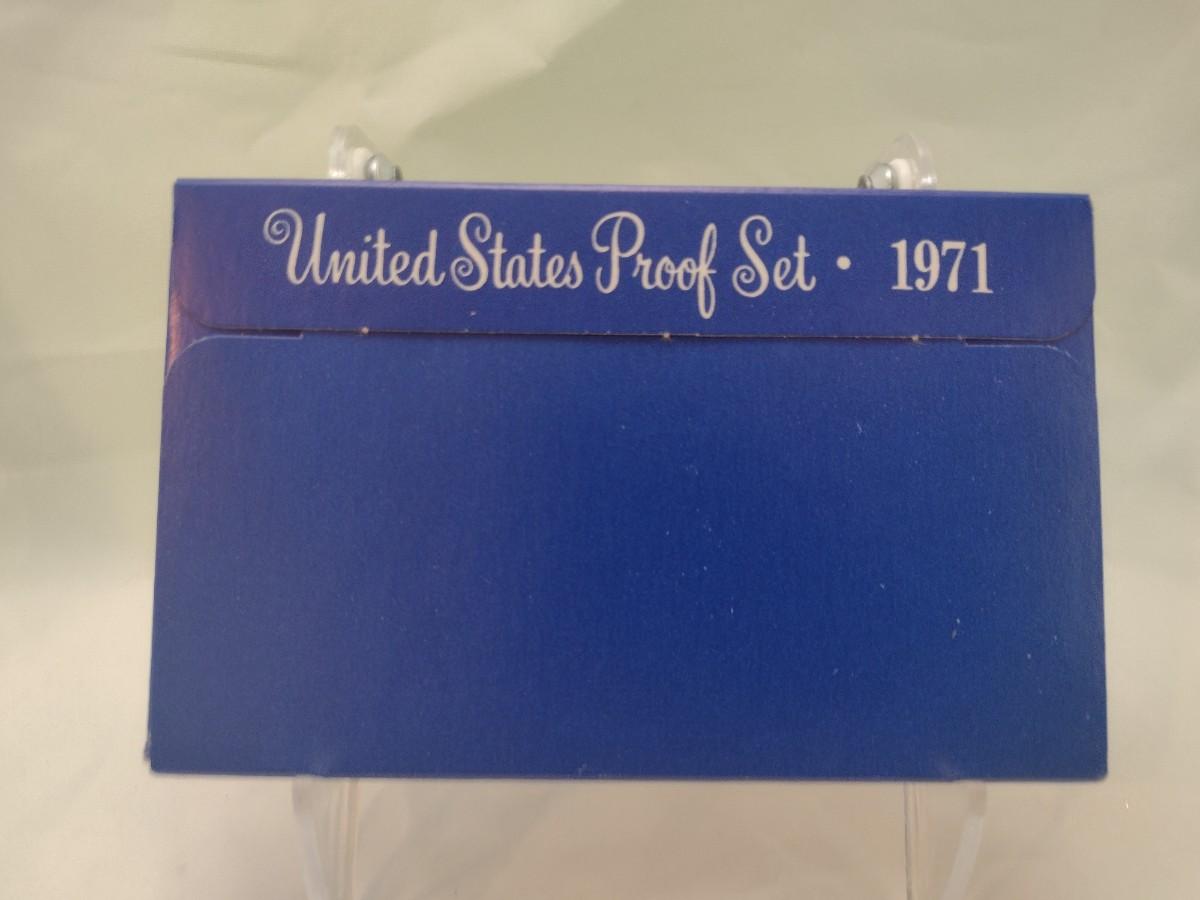 United States Proof Set • 1971